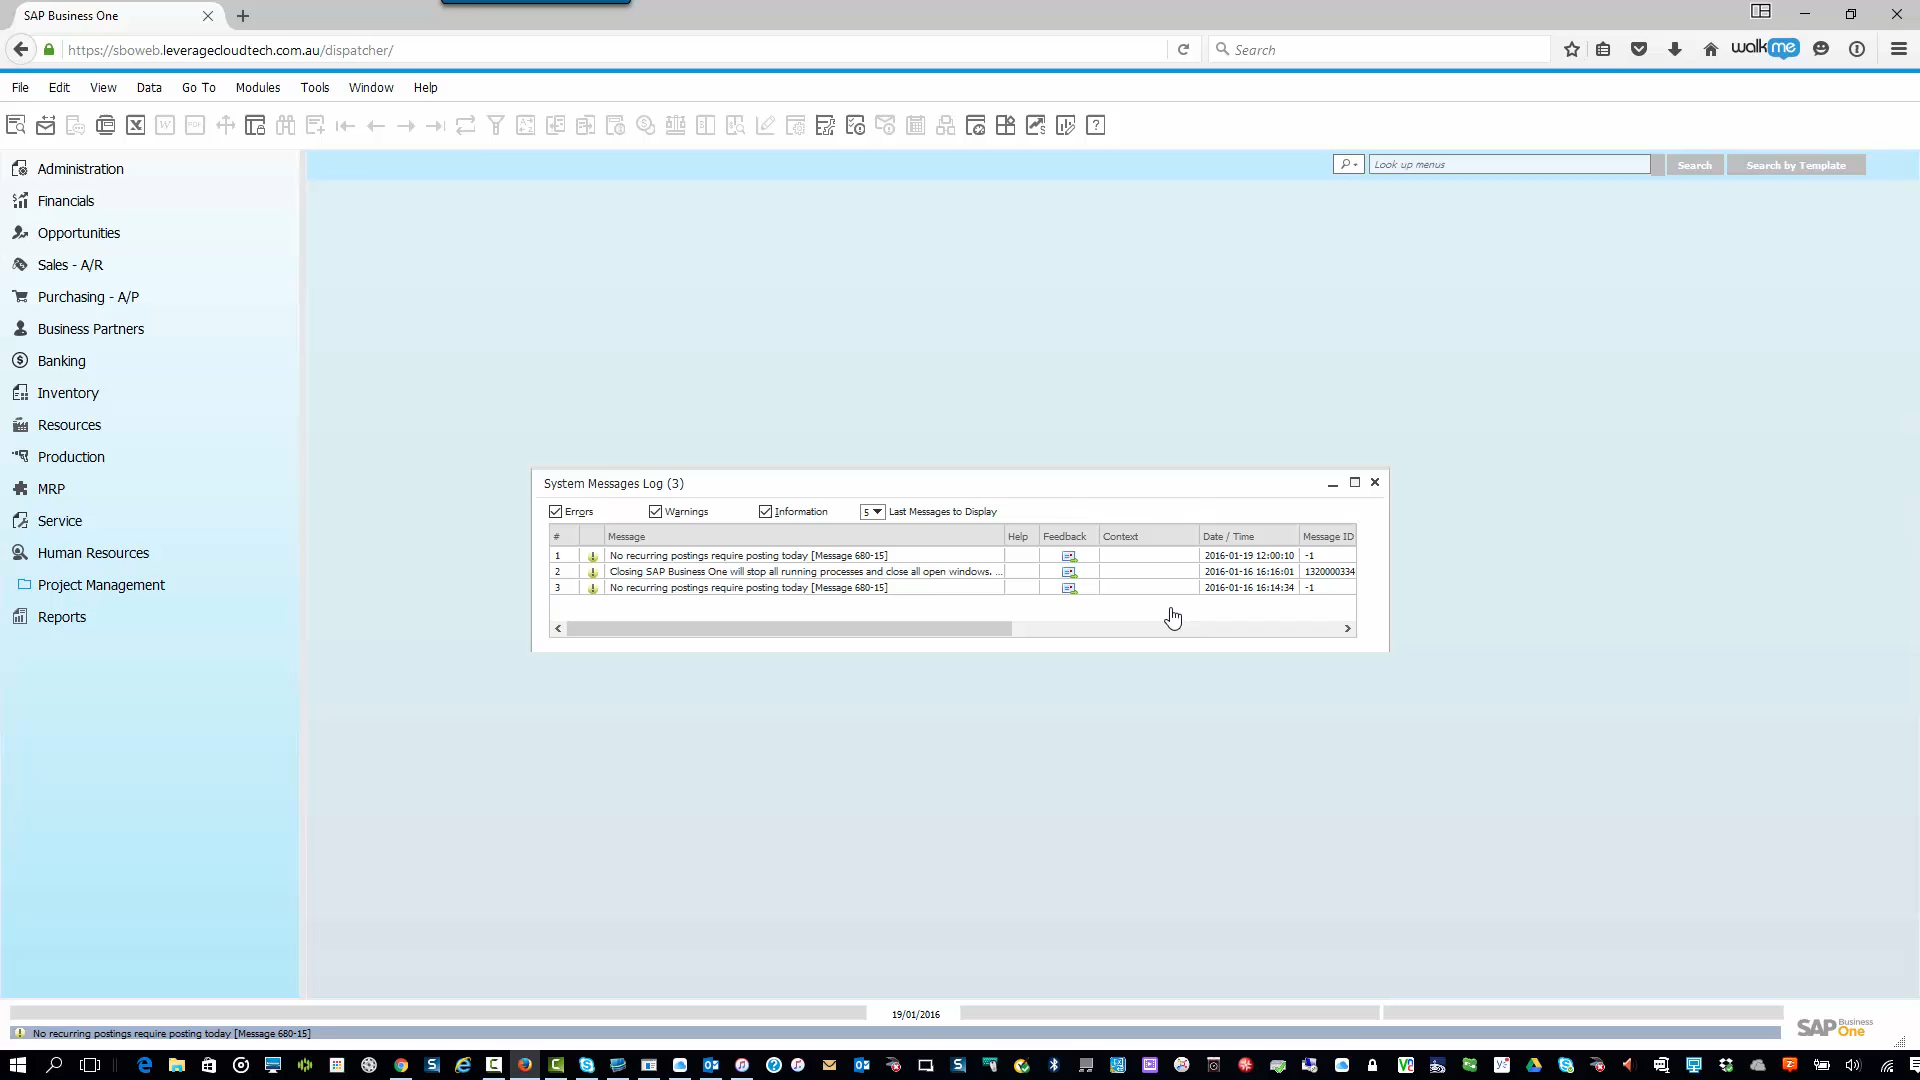 SAP Business One
https://sboweb.leveragecloudtech.com.au/dispatcher/
Search
walkme
File Edit View Data Go To Modules Tools Window Help
Look up menus
Search
Search by Template
Administration
Financials
Opportunities
Sales - A/R
Purchasing - A/P
Business Partners
Banking
Inventory
Resources
Production
MRP
Service
Human Resources
Project Management
Reports
System Messages Log (3)
Errors Warnings Information 5 Last Messages to Display
# Message Help Feedback Context Date / Time Message ID
1 No recurring postings require posting today [Message 680-15] 2016-01-19 12:00:10 -1
2 Closing SAP Business One will stop all running processes and close all open windows. ... 2016-01-16 16:16:01 1320000334
3 No recurring postings require posting today [Message 680-15] 2016-01-16 16:14:34 -1
19/01/2016
No recurring postings require posting today [Message 680-15]
SAP Business One